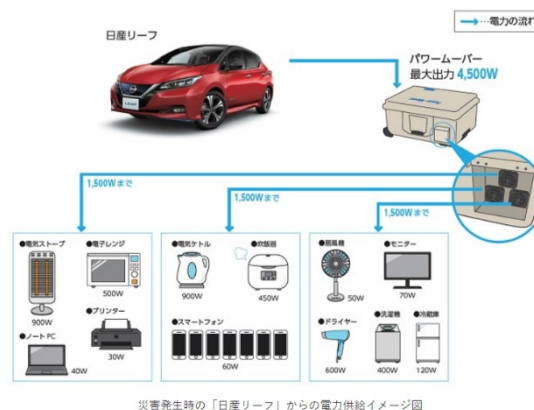 →…電力の流れ
日産リーフ
パワームーバー
最大出力 4,500W
1,500Wまで
1,500Wまで
1,500Wまで
●電気ストーブ
900W
●電子レンジ
500W
●プリンター
30W
●ノートPC
40W
●電気ケトル
900W
●炊飯器
450W
●スマートフォン
60W
●扇風機
50W
●モニター
70W
●ドライヤー
600W
●洗濯機
400W
●冷蔵庫
120W
災害発生時の「日産リーフ」からの電力供給イメージ図